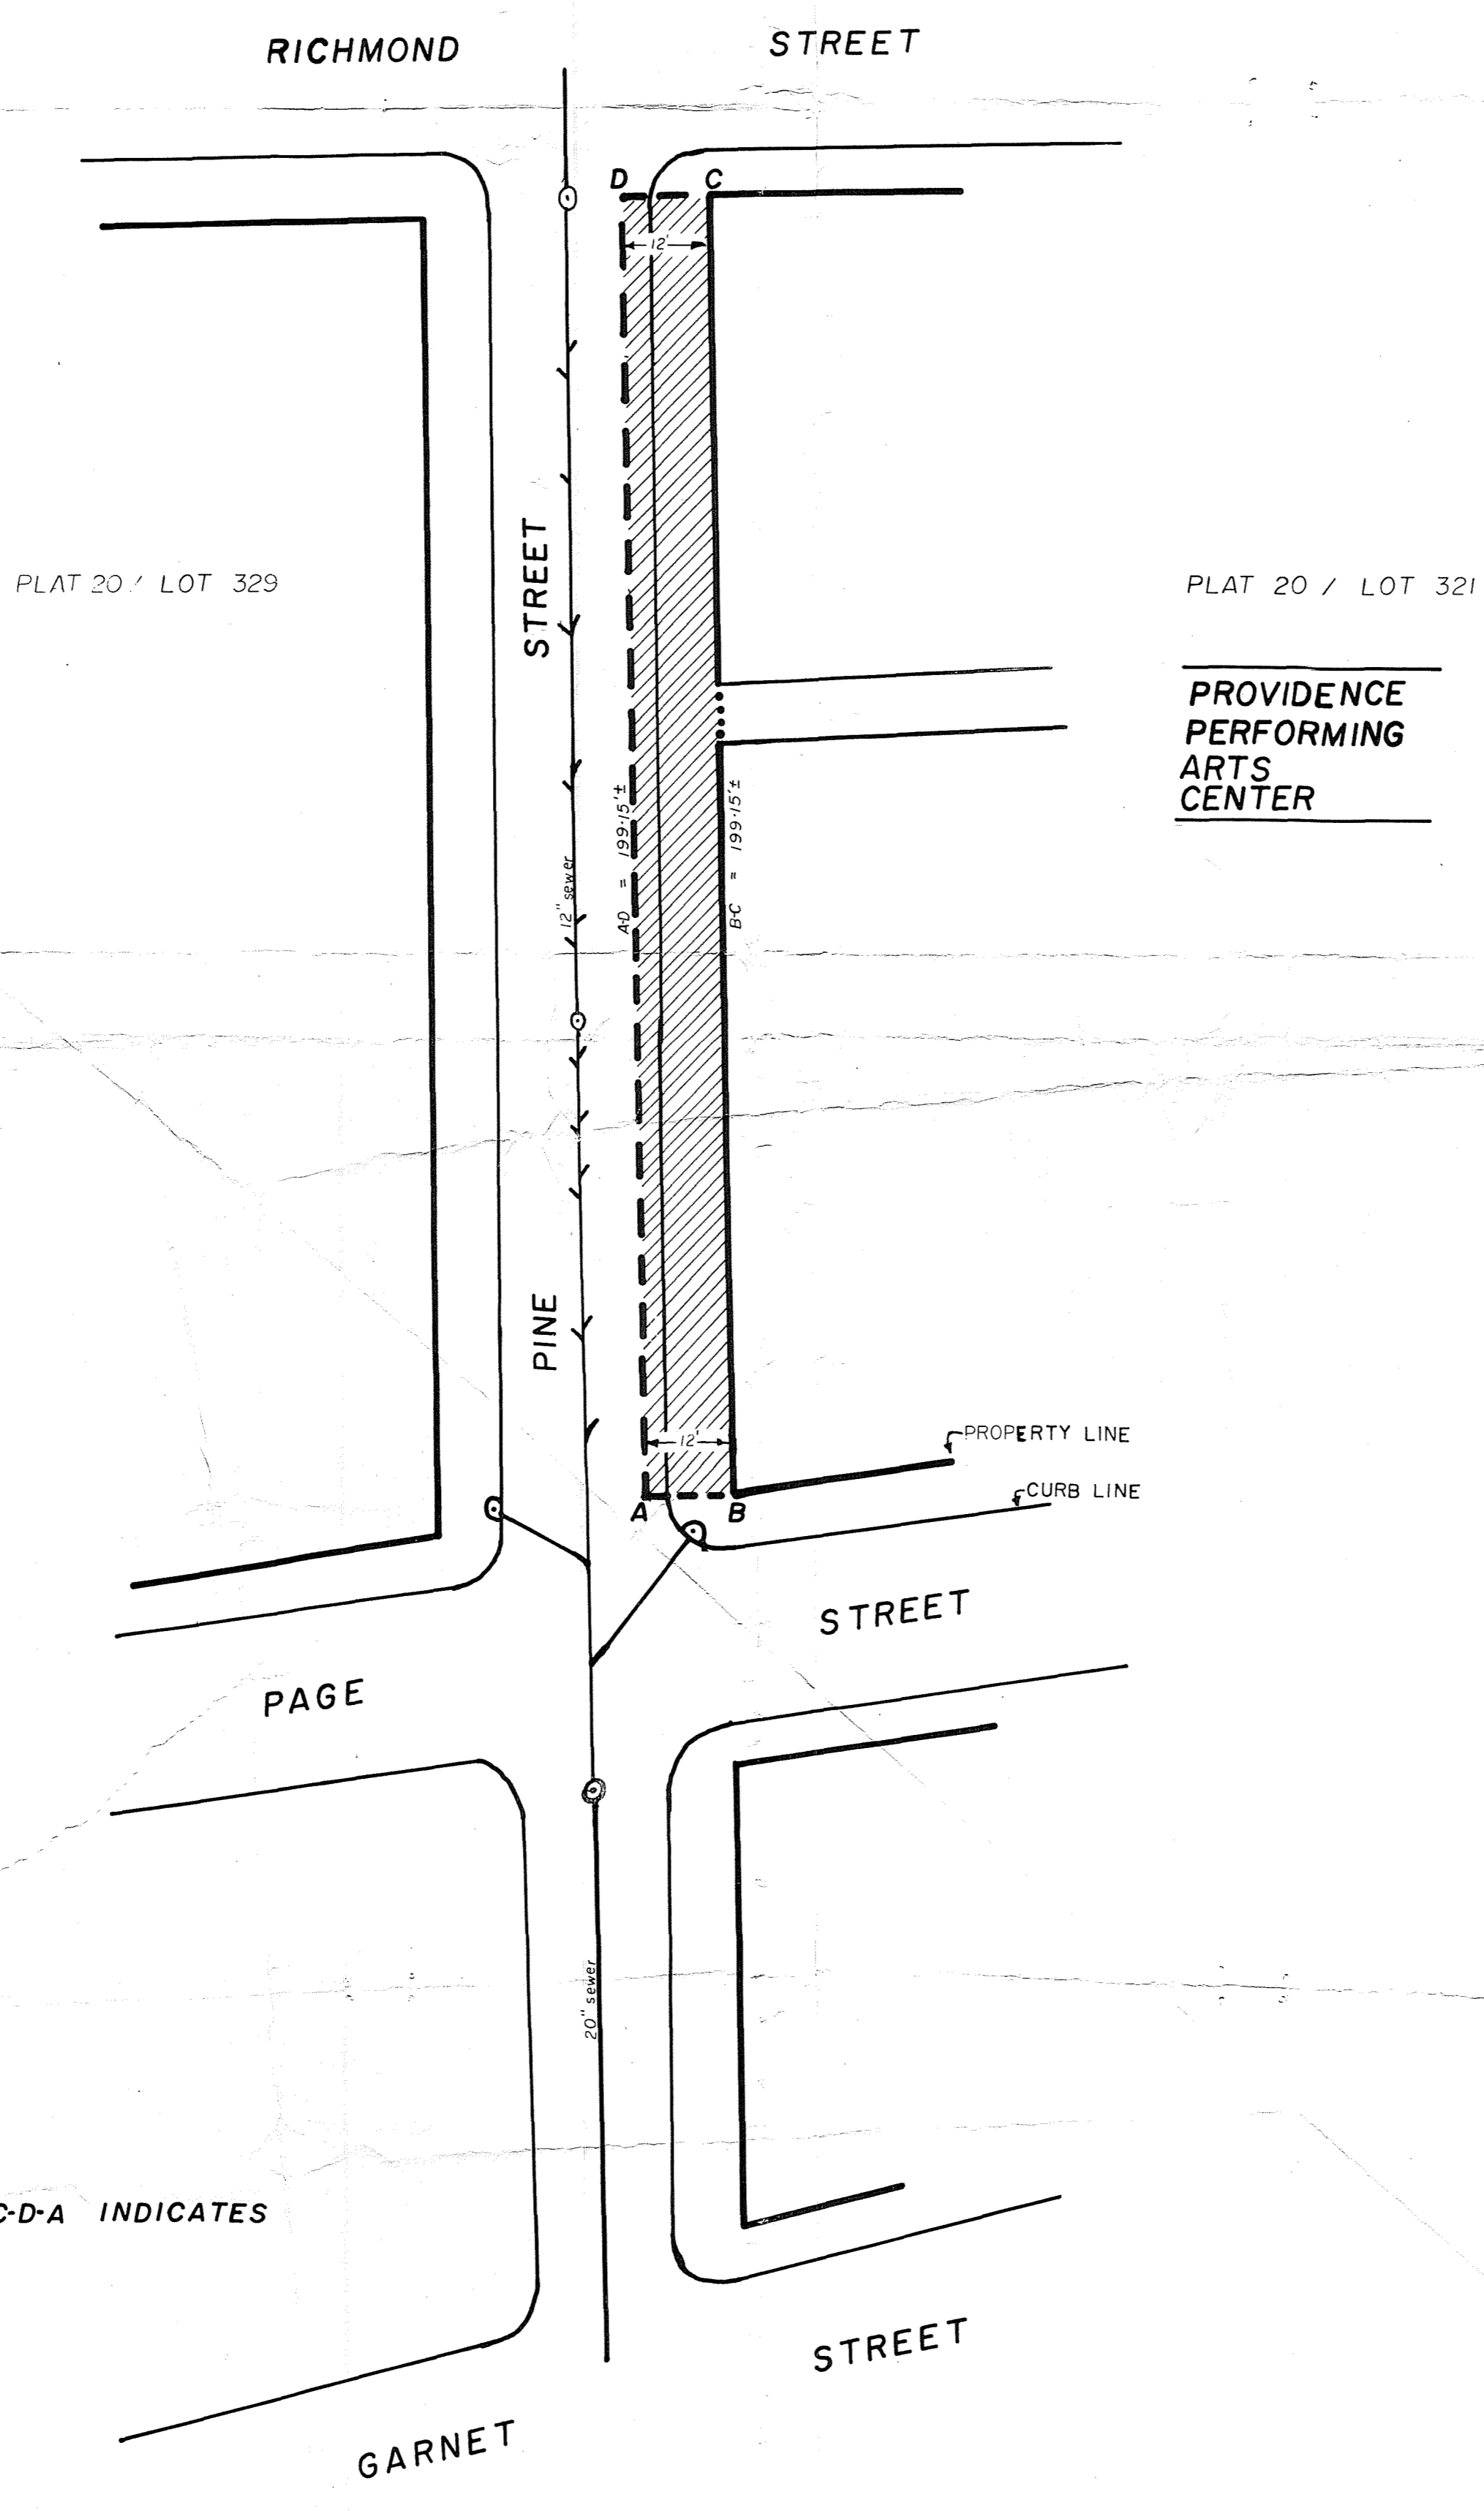 RICHMOND STREET
D C
12'
STREET
PLAT 20 / LOT 329
PLAT 20 / LOT 321
PROVIDENCE
PERFORMING
ARTS
CENTER
A-D = 199.15'±
B-C = 199.15'±
12" sewer
PINE
12'
PROPERTY LINE
A B
CURB LINE
STREET
PAGE
20" sewer
C-D-A INDICATES
STREET
GARNET